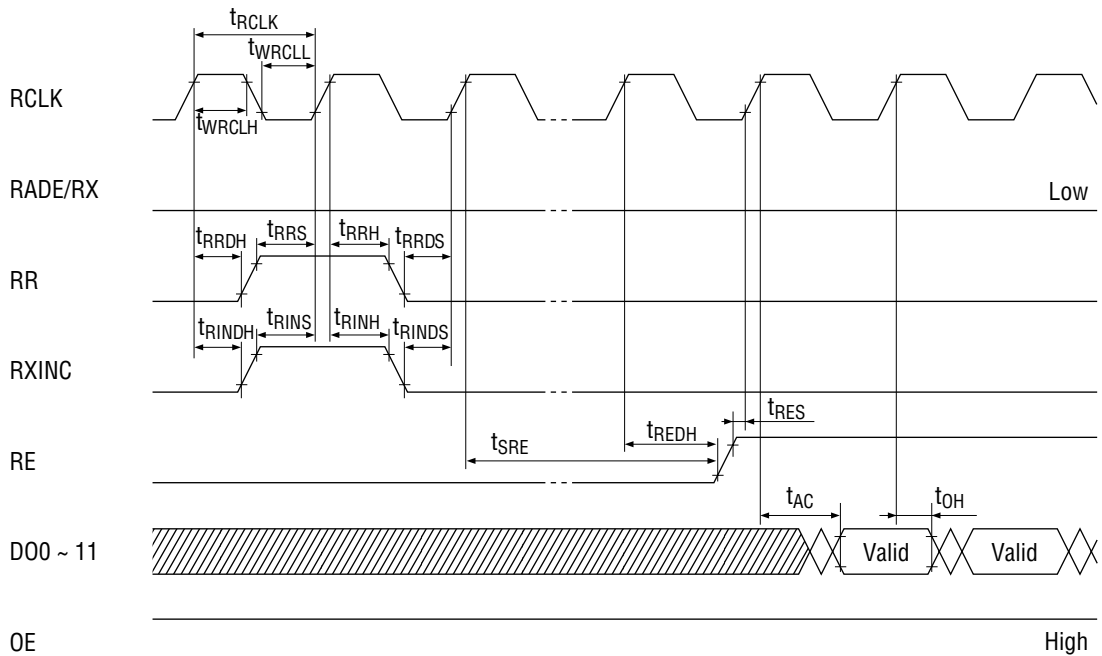 tRCLK
tWRCLL
RCLK
tWRCLH
RADE/RX
Low
tRRDH tRRS tRRH tRRDS
RR
tRINDH tRINS tRINH tRINDS
RXINC
tRES
tREDH
tSRE
RE
tAC tOH
DO0 ~ 11
Valid Valid
OE
High